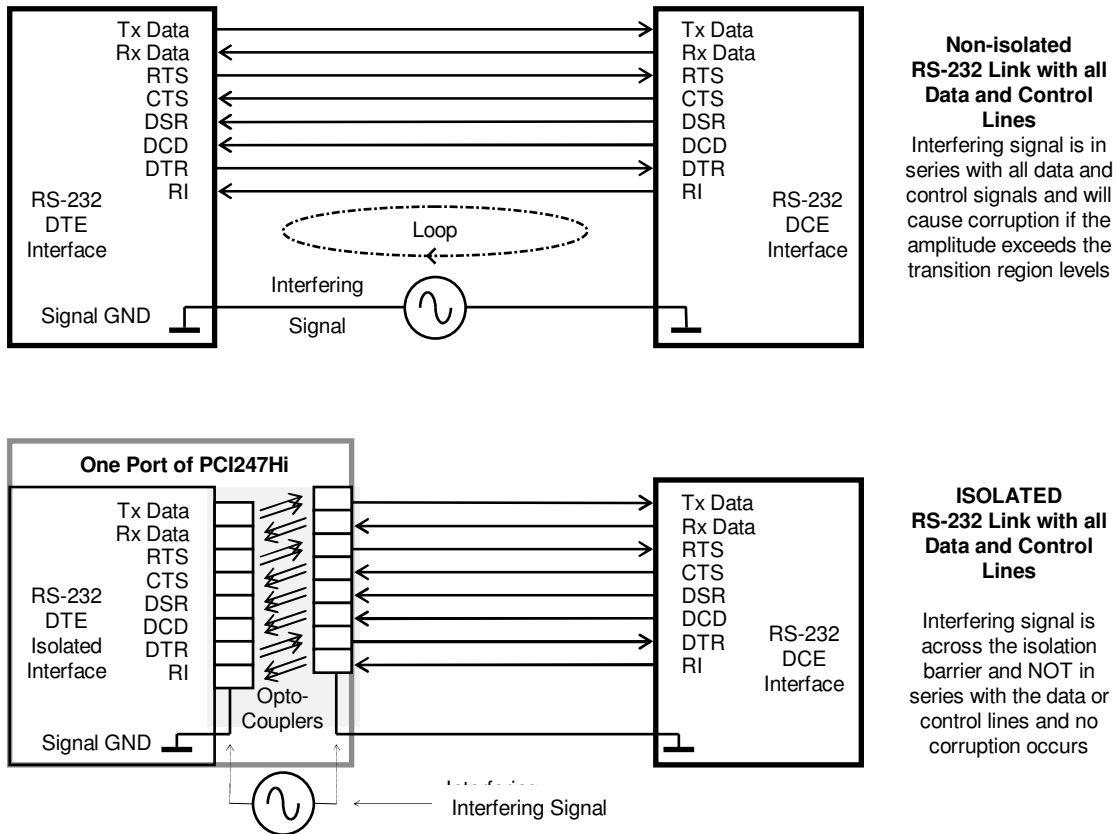 Tx Data
Rx Data
RTS
CTS
DSR
DCD
DTR
RI
RS-232
DTE
Interface
Signal GND
Loop
Interfering
Signal
Tx Data
Rx Data
RTS
CTS
DSR
DCD
DTR
RI
RS-232
DCE
Interface
Non-isolated
RS-232 Link with all
Data and Control
Lines
Interfering signal is in
series with all data and
control signals and will
cause corruption if the
amplitude exceeds the
transition region levels
One Port of PCI247Hi
Tx Data
Rx Data
RTS
CTS
DSR
DCD
DTR
RI
RS-232
DTE
Isolated
Interface
Signal GND
Opto-
Couplers
Interfering Signal
Tx Data
Rx Data
RTS
CTS
DSR
DCD
DTR
RI
RS-232
DCE
Interface
ISOLATED
RS-232 Link with all
Data and Control
Lines
Interfering signal is
across the isolation
barrier and NOT in
series with the data or
control lines and no
corruption occurs